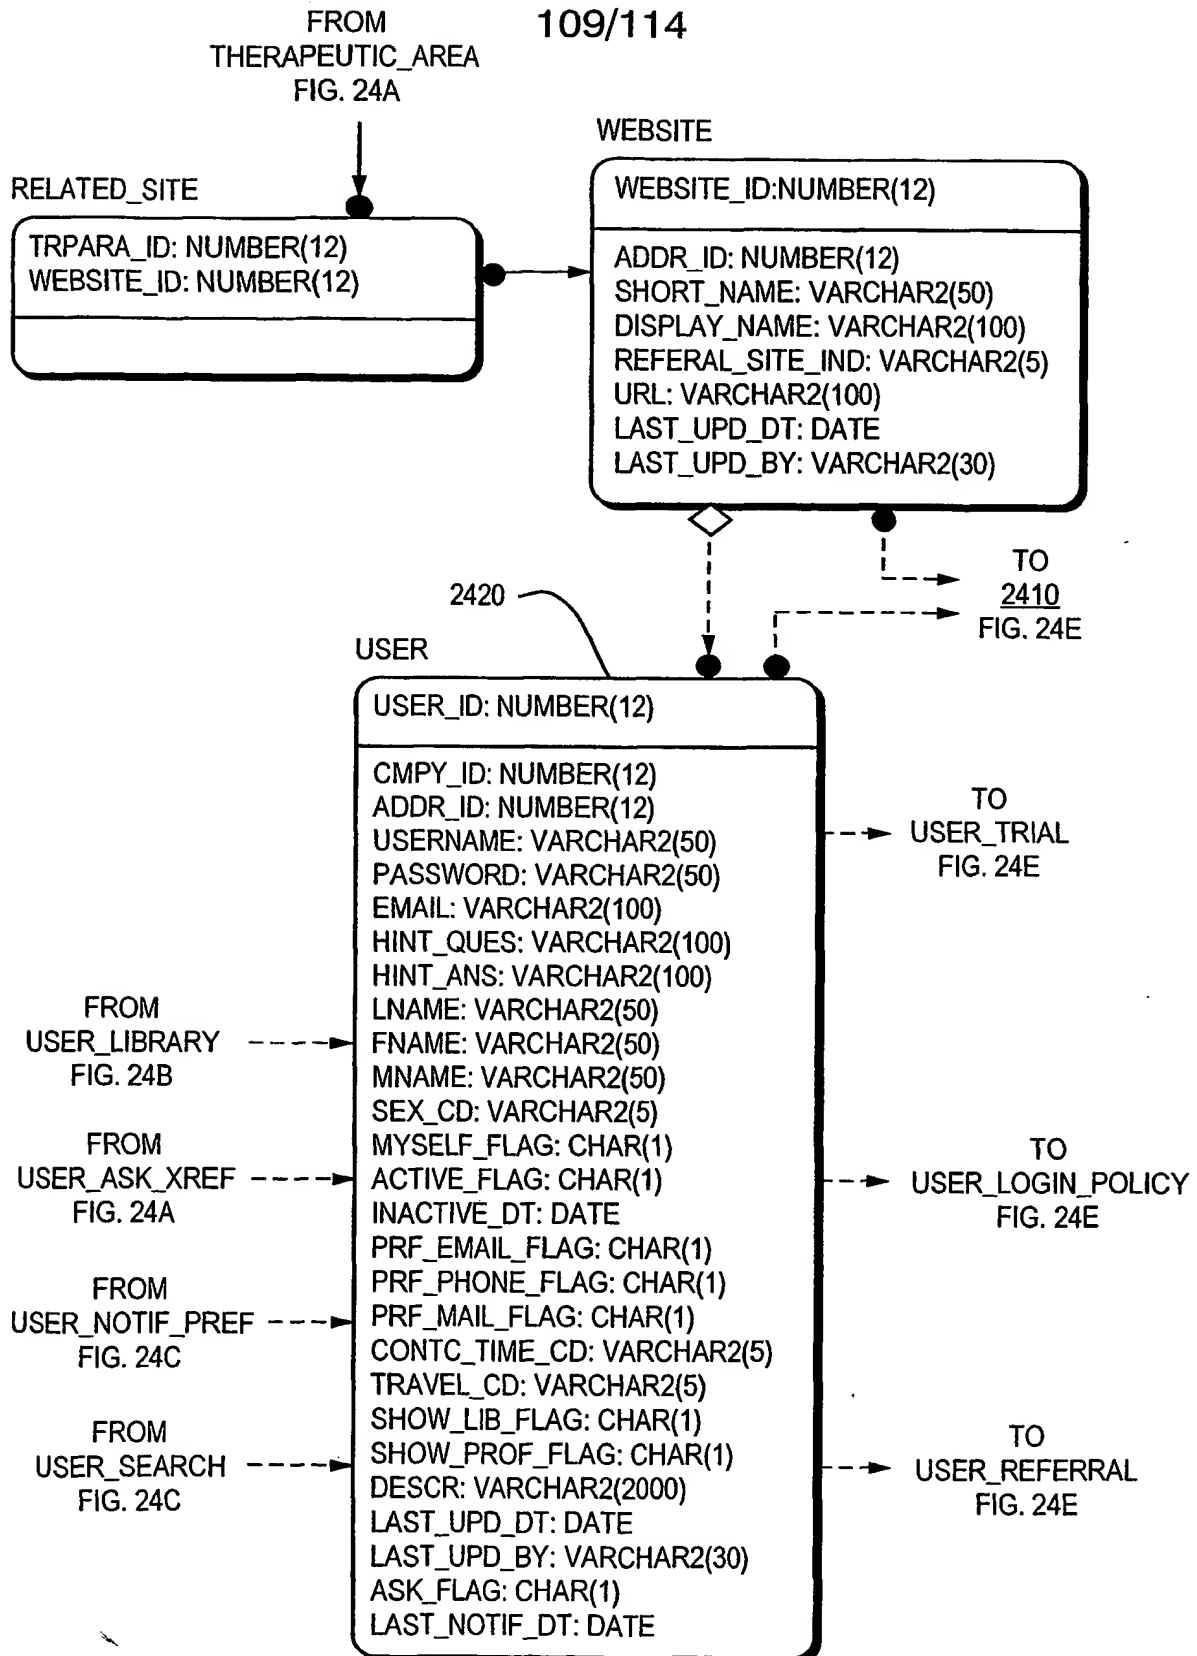 109/114
FROM
THERAPEUTIC_AREA
FIG. 24A
RELATED_SITE
TRPARA_ID: NUMBER(12)
WEBSITE_ID: NUMBER(12)
WEBSITE
WEBSITE_ID:NUMBER(12)
ADDR_ID: NUMBER(12)
SHORT_NAME: VARCHAR2(50)
DISPLAY_NAME: VARCHAR2(100)
REFERAL_SITE_IND: VARCHAR2(5)
URL: VARCHAR2(100)
LAST_UPD_DT: DATE
LAST_UPD_BY: VARCHAR2(30)
TO
2410
FIG. 24E
2420
USER
USER_ID: NUMBER(12)
CMPY_ID: NUMBER(12)
ADDR_ID: NUMBER(12)
USERNAME: VARCHAR2(50)
PASSWORD: VARCHAR2(50)
EMAIL: VARCHAR2(100)
HINT_QUES: VARCHAR2(100)
HINT_ANS: VARCHAR2(100)
LNAME: VARCHAR2(50)
FNAME: VARCHAR2(50)
MNAME: VARCHAR2(50)
SEX_CD: VARCHAR2(5)
MYSELF_FLAG: CHAR(1)
ACTIVE_FLAG: CHAR(1)
INACTIVE_DT: DATE
PRF_EMAIL_FLAG: CHAR(1)
PRF_PHONE_FLAG: CHAR(1)
PRF_MAIL_FLAG: CHAR(1)
CONTC_TIME_CD: VARCHAR2(5)
TRAVEL_CD: VARCHAR2(5)
SHOW_LIB_FLAG: CHAR(1)
SHOW_PROF_FLAG: CHAR(1)
DESCR: VARCHAR2(2000)
LAST_UPD_DT: DATE
LAST_UPD_BY: VARCHAR2(30)
ASK_FLAG: CHAR(1)
LAST_NOTIF_DT: DATE
FROM
USER_LIBRARY
FIG. 24B
FROM
USER_ASK_XREF
FIG. 24A
FROM
USER_NOTIF_PREF
FIG. 24C
FROM
USER_SEARCH
FIG. 24C
TO
USER_TRIAL
FIG. 24E
TO
USER_LOGIN_POLICY
FIG. 24E
TO
USER_REFERRAL
FIG. 24E